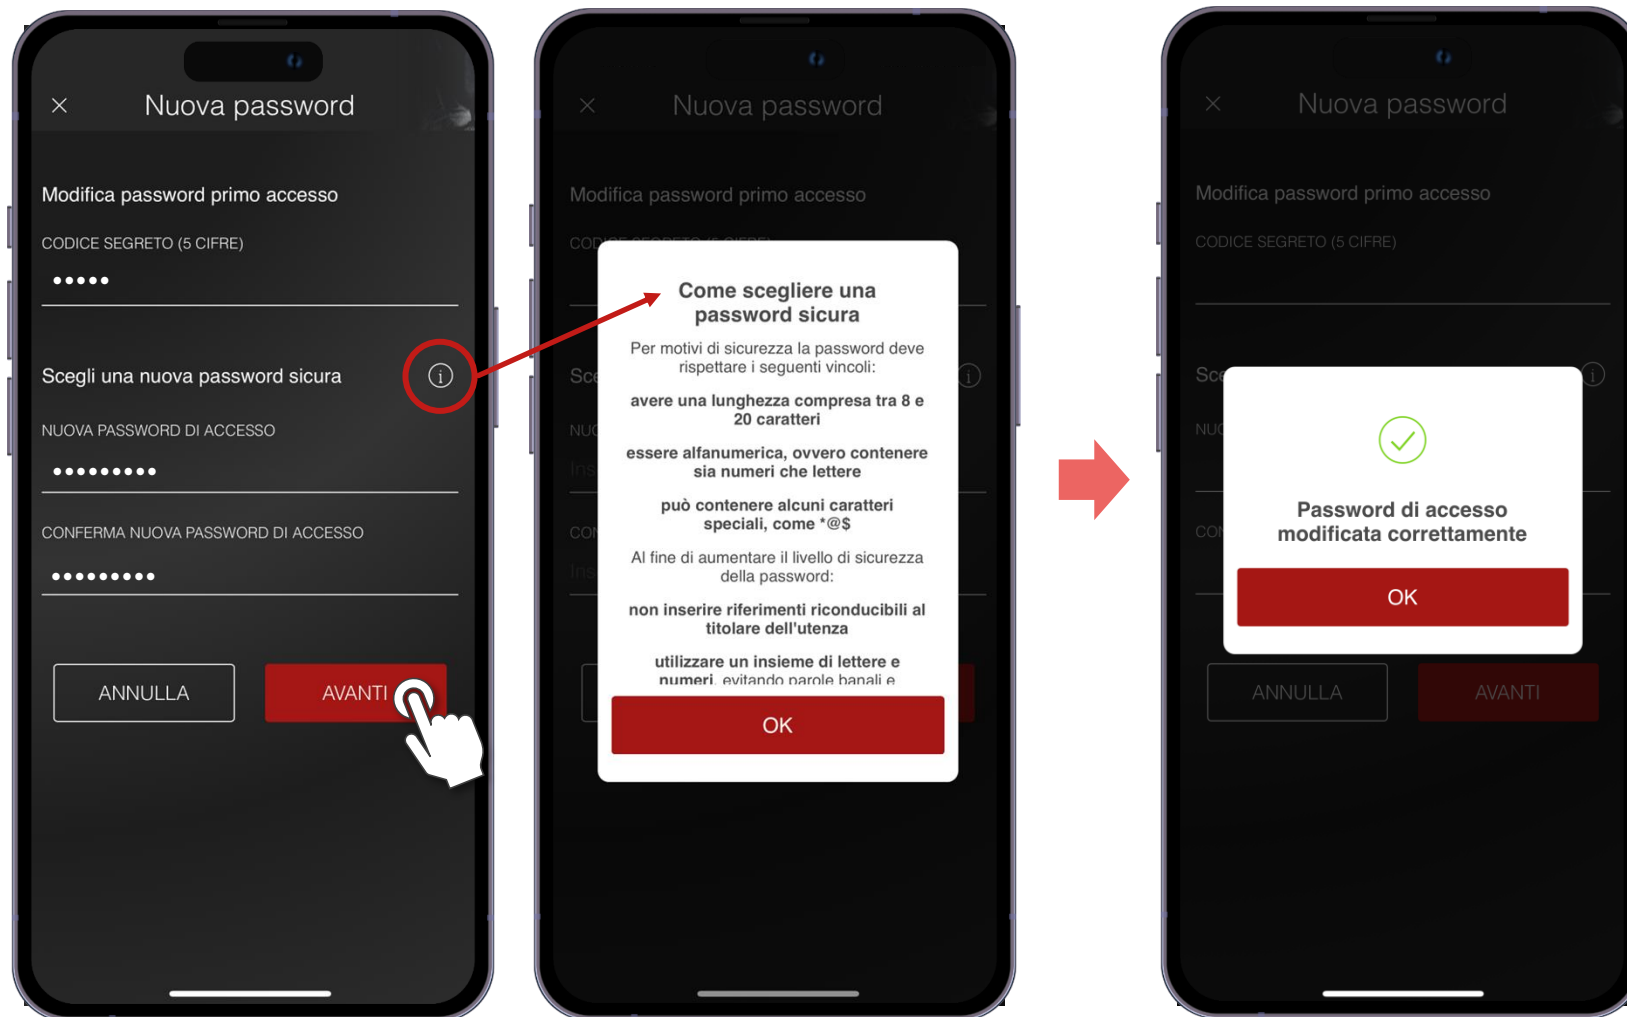 Nuova password
Modifica password primo accesso
CODICE SEGRETO (5 CIFRE)
•••••
Scegli una nuova password sicura
i
NUOVA PASSWORD DI ACCESSO
•••••••••
CONFERMA NUOVA PASSWORD DI ACCESSO
•••••••••
ANNULLA
AVANTI
Nuova password
Modifica password primo accesso
Come scegliere una
password sicura
Per motivi di sicurezza la password deve
rispettare i seguenti vincoli:
avere una lunghezza compresa tra 8 e
20 caratteri
essere alfanumerica, ovvero contenere
sia numeri che lettere
può contenere alcuni caratteri
speciali, come *@$
Al fine di aumentare il livello di sicurezza
della password:
non inserire riferimenti riconducibili al
titolare dell'utenza
utilizzare un insieme di lettere e
numeri, evitando parole banali e
OK
Nuova password
Modifica password primo accesso
CODICE SEGRETO (5 CIFRE)
i
Password di accesso
modificata correttamente
OK
ANNULLA
AVANTI